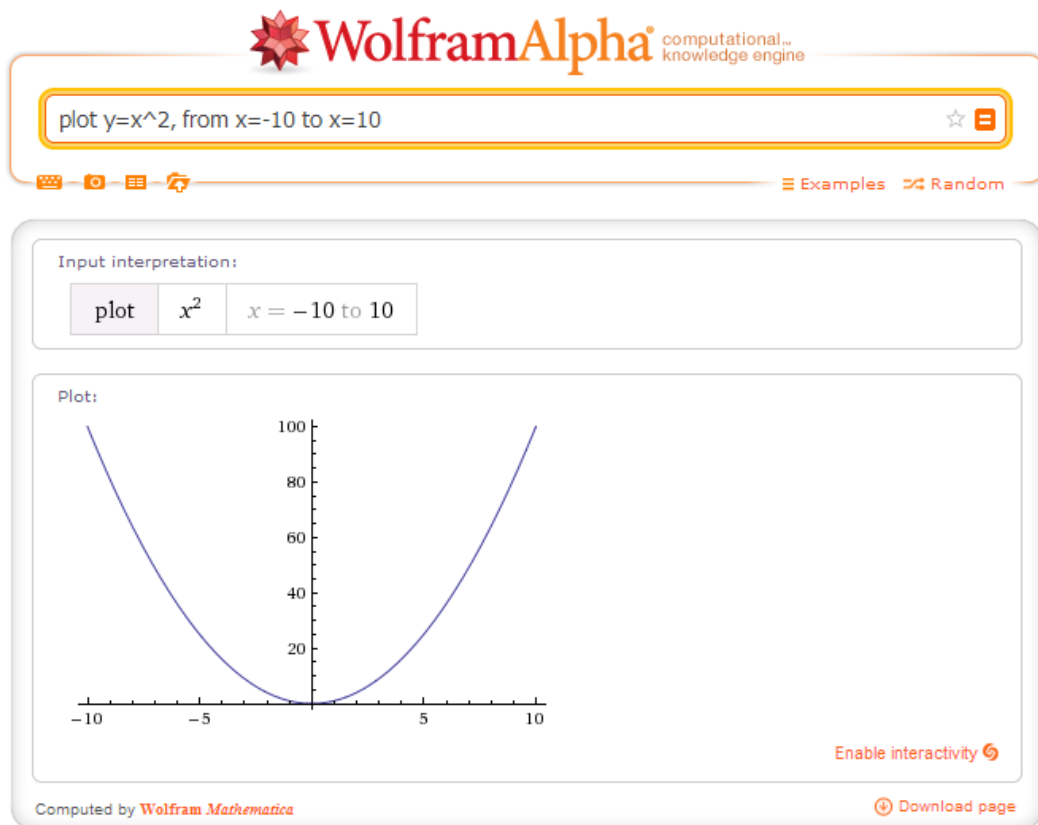 WolframAlpha computational... knowledge engine
plot y=x^2, from x=-10 to x=10
Examples Random
Input interpretation:
plot x² x = −10 to 10
Plot:
100
80
60
40
20
−10 −5 5 10
Enable interactivity
Computed by Wolfram Mathematica Download page